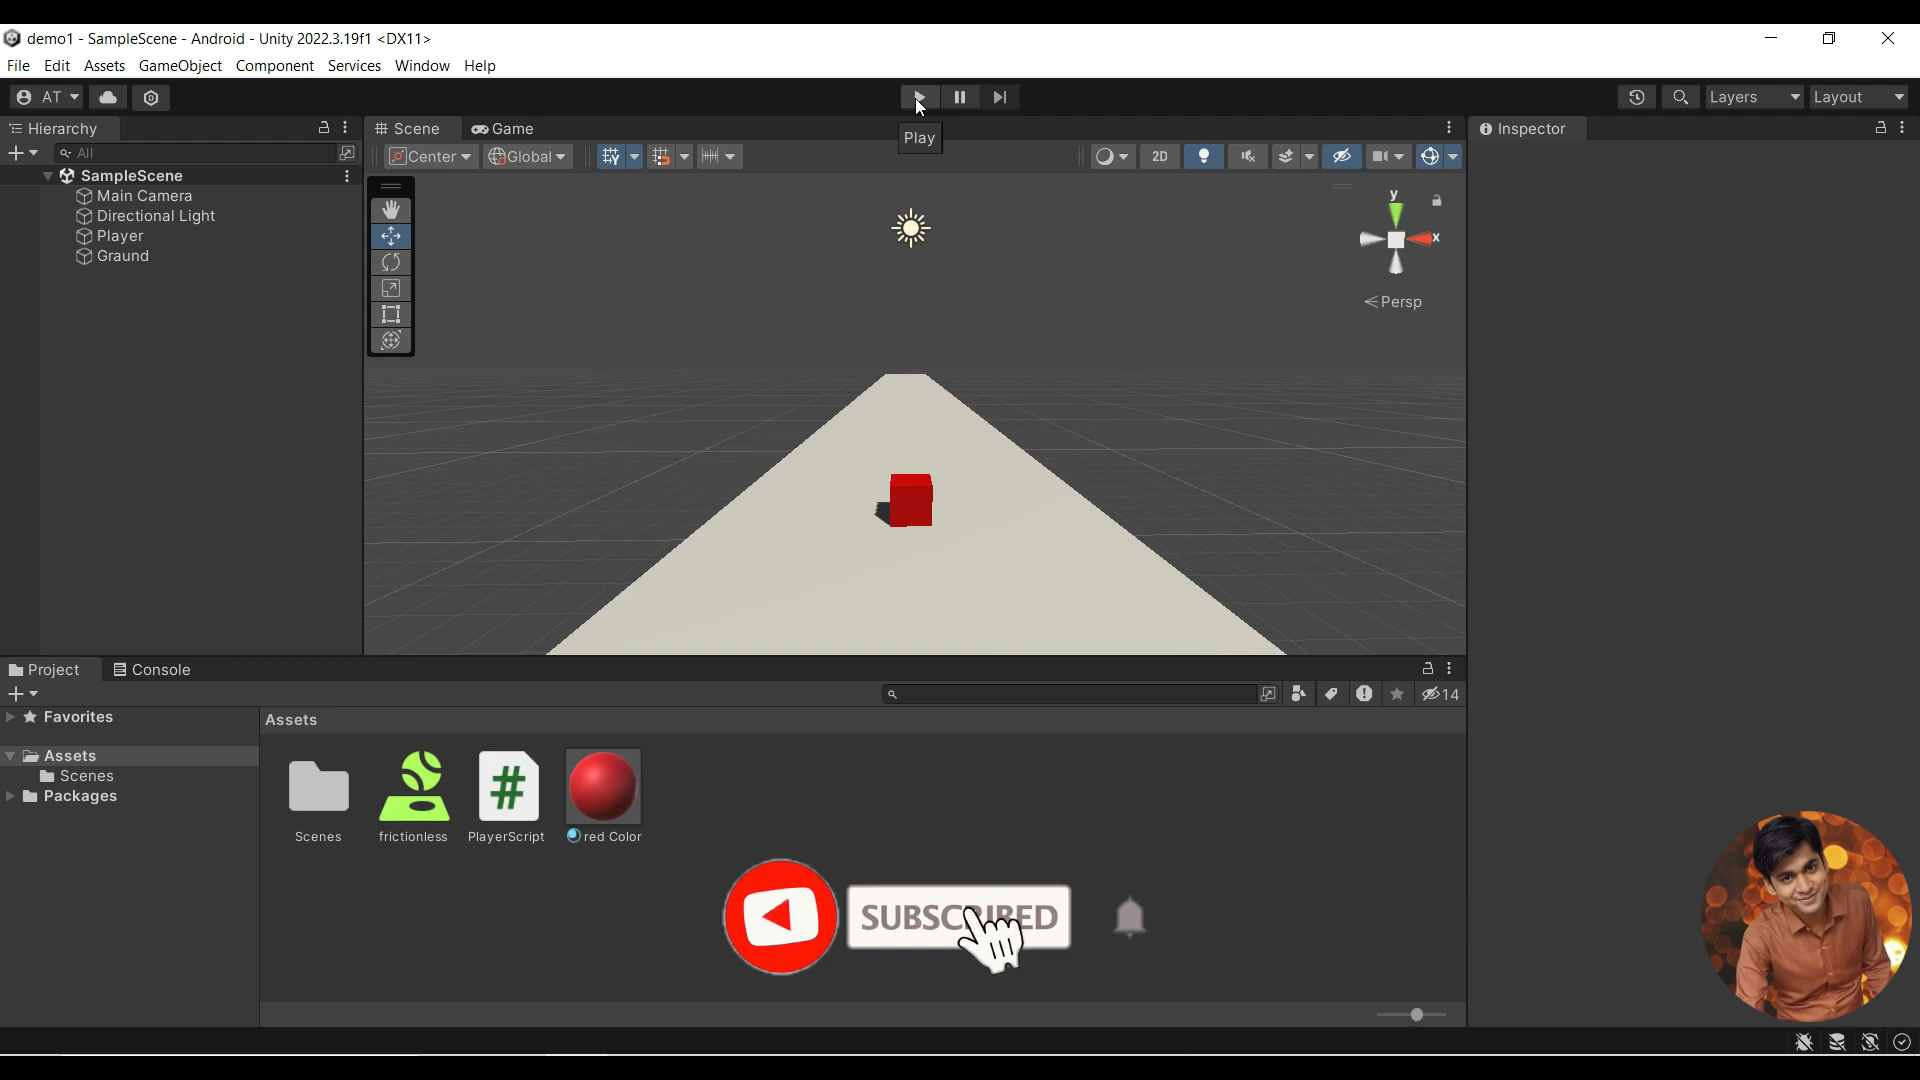 demo1 - SampleScene - Android - Unity 2022.3.19f1 <DX11>
File Edit Assets GameObject Component Services Window Help
AT Layers Layout
Play
Hierarchy
All
SampleScene
Main Camera
Directional Light
Player
Graund
Scene Game
Center Global 2D
y
x
Persp
Inspector
Project Console
14
Favorites
Assets
Scenes
Packages
Assets
Scenes frictionless PlayerScript red Color
SUBSCRIBED